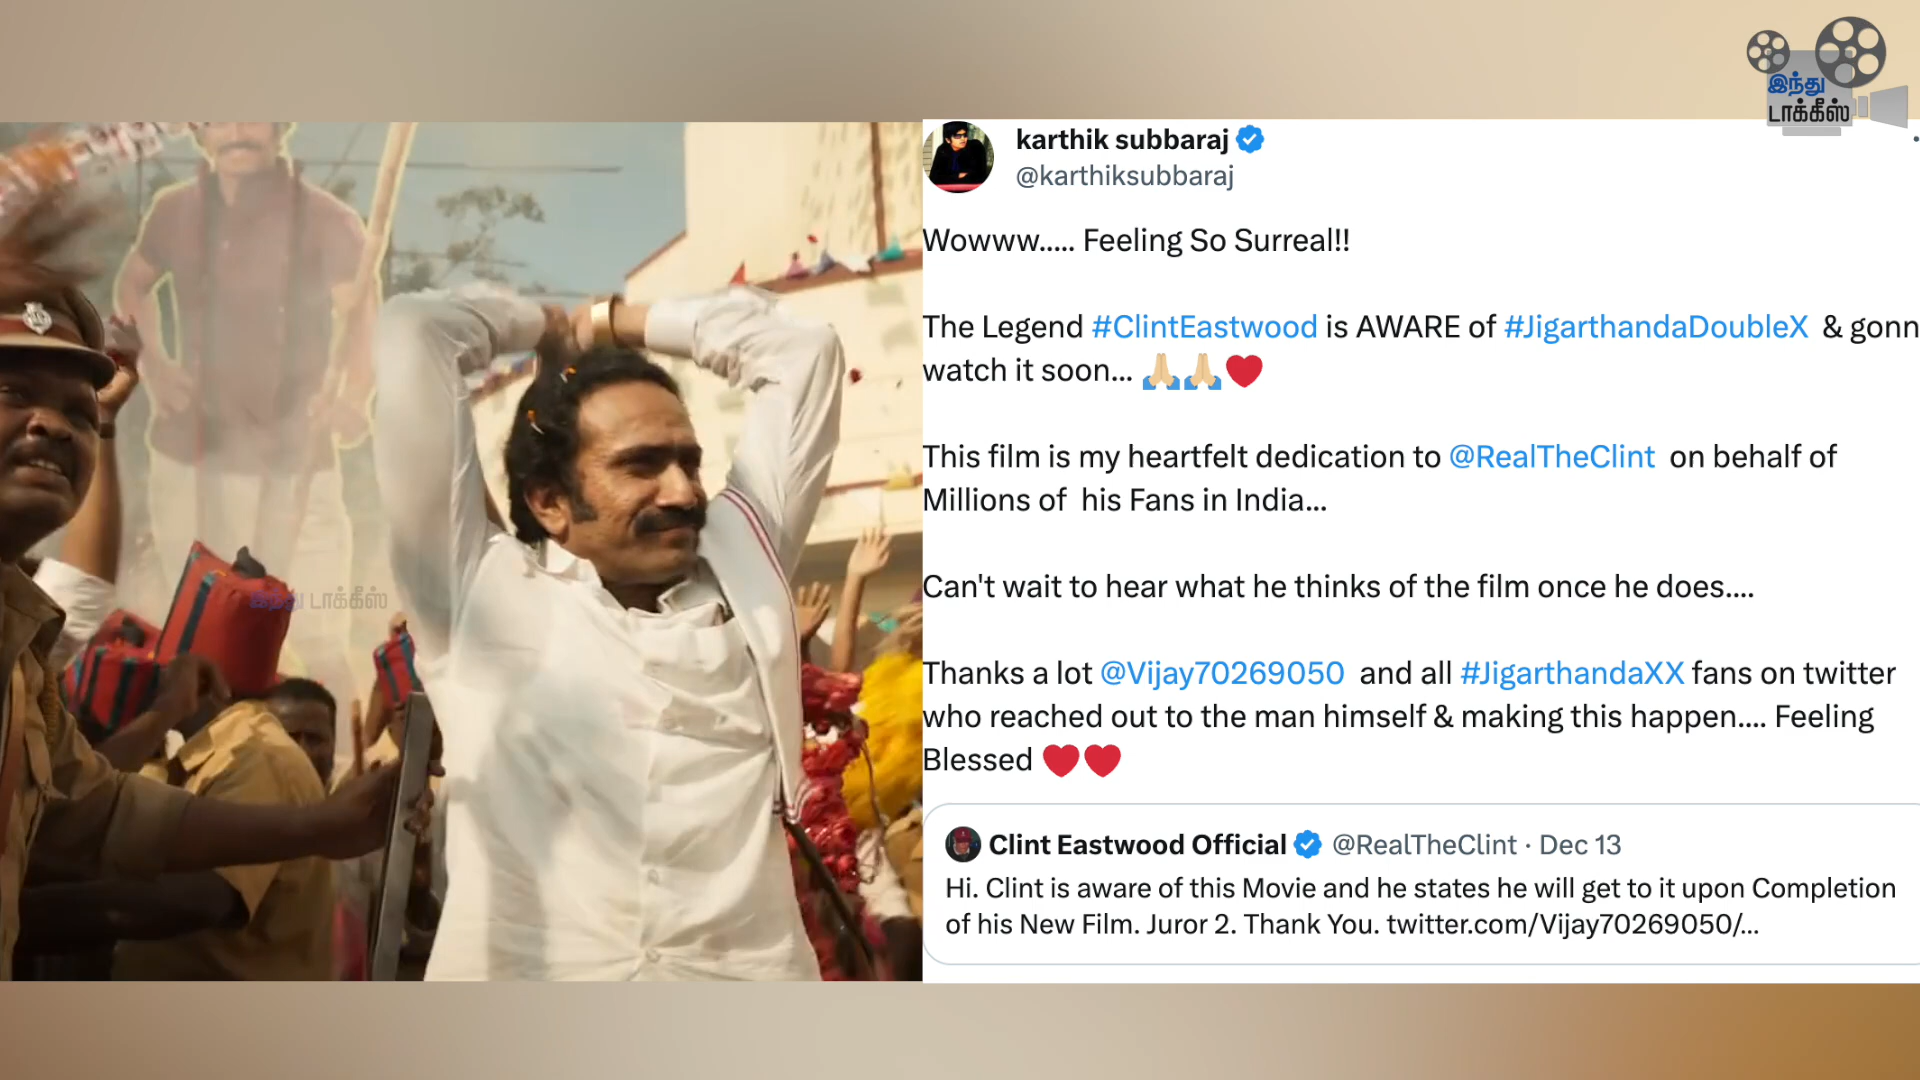 இந்து
டாக்கீஸ்
karthik subbaraj
@karthiksubbaraj
Wowww..... Feeling So Surreal!!
The Legend #ClintEastwood is AWARE of #JigarthandaDoubleX & gonn
watch it soon... 🙏🏼🙏🏼❤️
This film is my heartfelt dedication to @RealTheClint on behalf of
Millions of his Fans in India...
Can't wait to hear what he thinks of the film once he does....
Thanks a lot @Vijay70269050 and all #JigarthandaXX fans on twitter
who reached out to the man himself & making this happen.... Feeling
Blessed ❤️❤️
Clint Eastwood Official @RealTheClint · Dec 13
Hi. Clint is aware of this Movie and he states he will get to it upon Completion
of his New Film. Juror 2. Thank You. twitter.com/Vijay70269050/...
இந்து டாக்கீஸ்